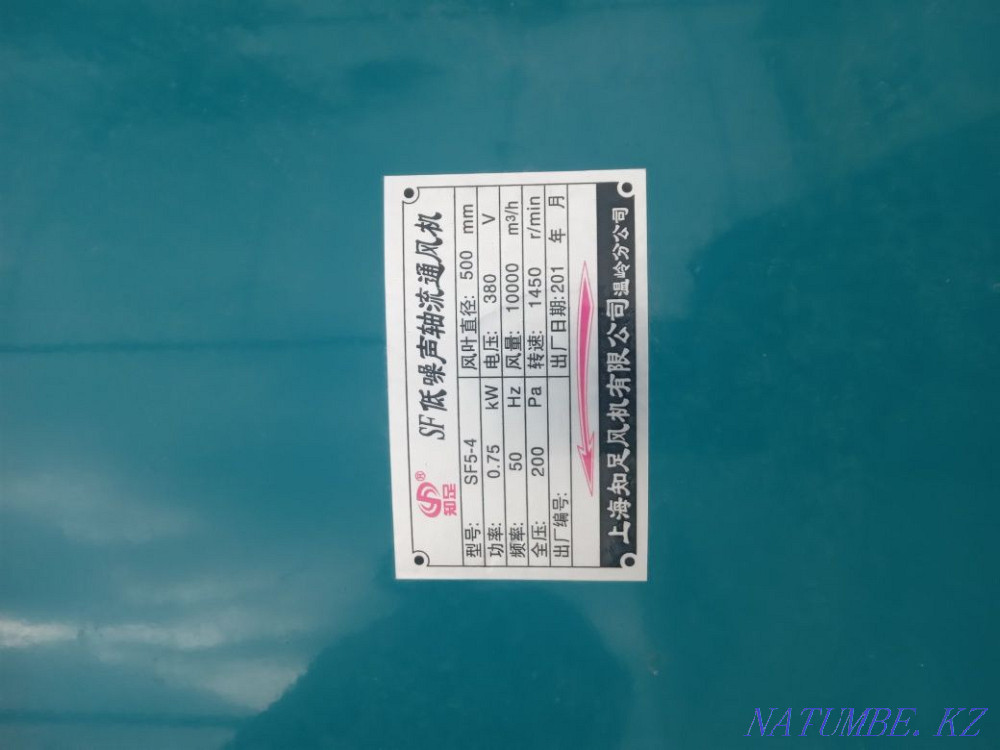 知足®
SF低噪声轴流通风机
型号: SF5-4 风叶直径: 500 mm
功率: 0.75 kW 电压: 380 V
频率: 50 Hz 风量: 10000 m³/h
全压: 200 Pa 转速: 1450 r/min
出厂编号: 出厂日期:201 年 月
上海知足风机有限公司温岭分公司
NATUMBE.KZ